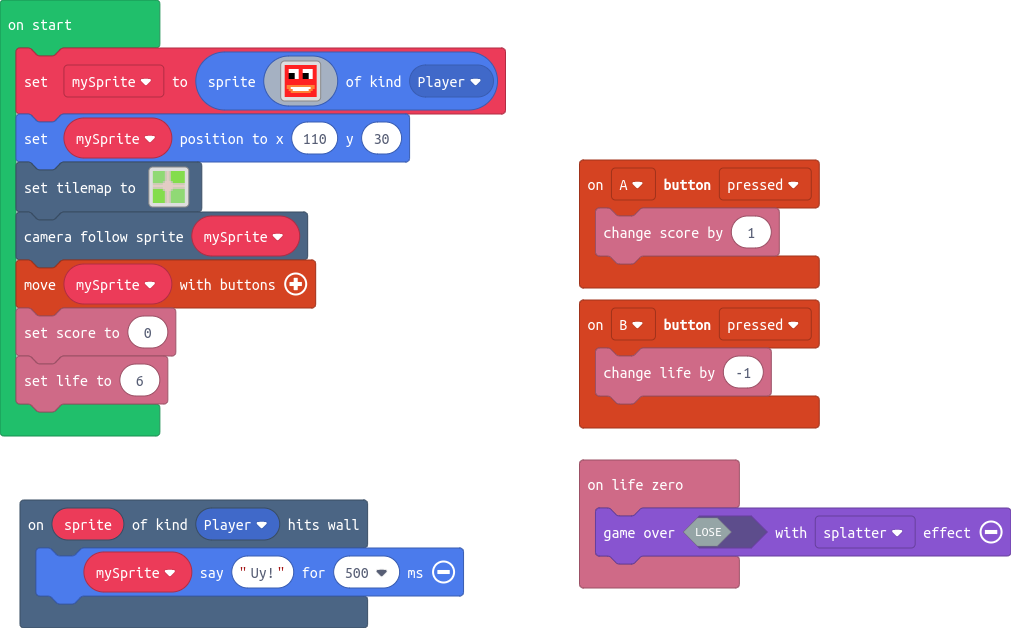 on start
set mySprite to sprite of kind Player
set mySprite position to x 110 y 30
set tilemap to
camera follow sprite mySprite
move mySprite with buttons
set score to 0
set life to 6
on sprite of kind Player hits wall
mySprite say "Uy!" for 500 ms
on A button pressed
change score by 1
on B button pressed
change life by -1
on life zero
game over LOSE with splatter effect